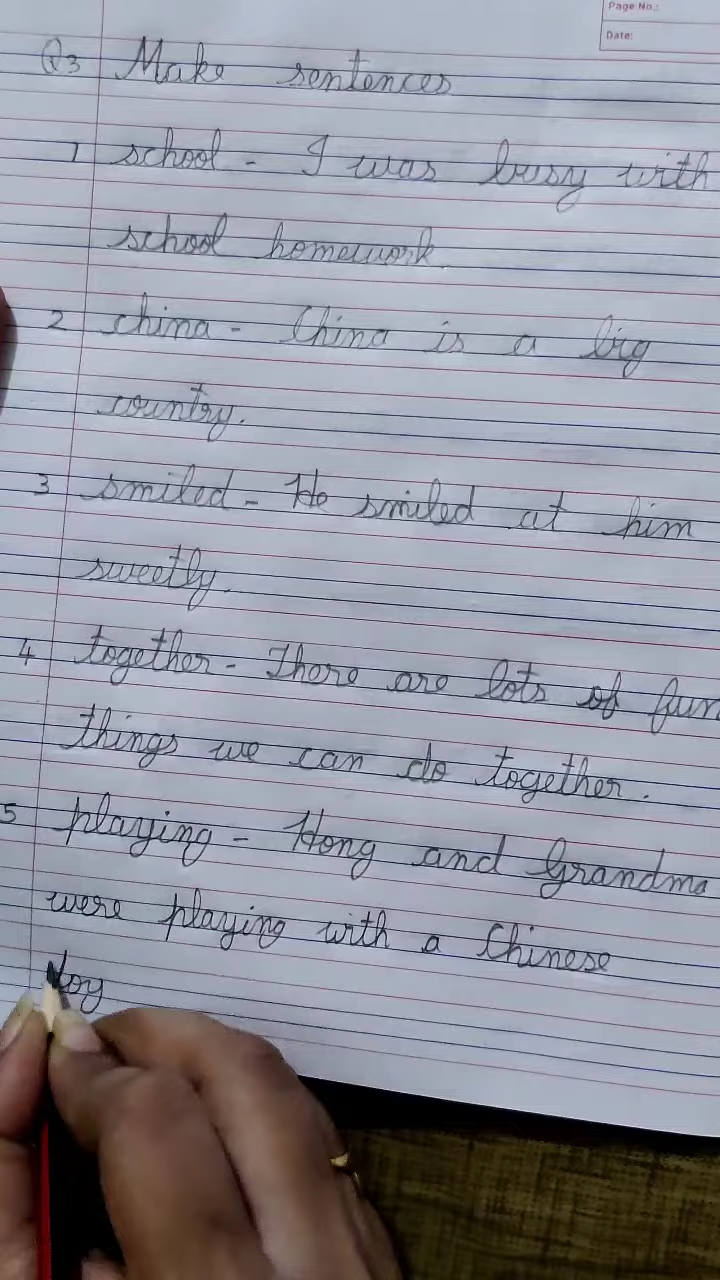 Page No.:
Date:
Q3 Make sentences
1 school - I was busy with
school homework.
2 china - China is a big
country.
3 smiled - He smiled at him
sweetly.
4 together - There are lots of fun
things we can do together.
5 playing - Hong and Grandma
were playing with a Chinese
toy